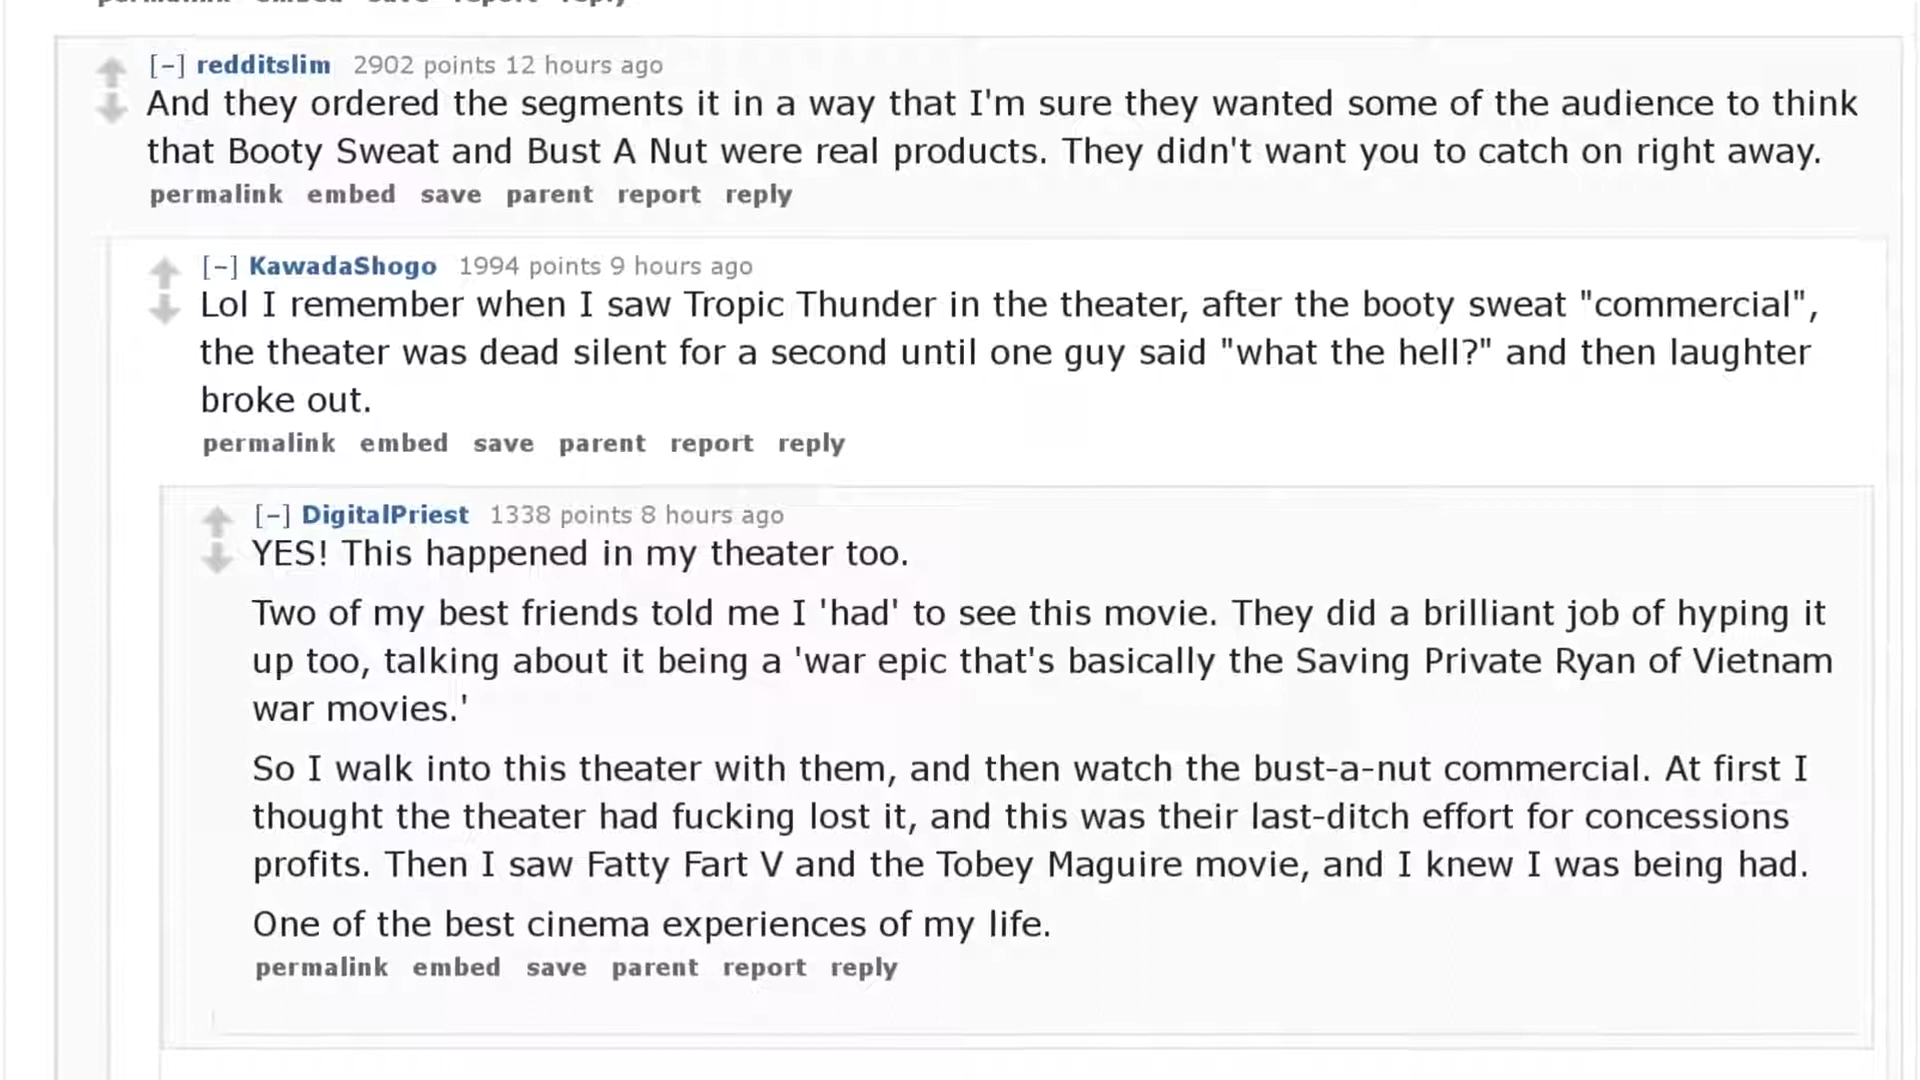 [–] redditslim 2902 points 12 hours ago
And they ordered the segments it in a way that I'm sure they wanted some of the audience to think
that Booty Sweat and Bust A Nut were real products. They didn't want you to catch on right away.
permalink embed save parent report reply
[–] KawadaShogo 1994 points 9 hours ago
Lol I remember when I saw Tropic Thunder in the theater, after the booty sweat "commercial",
the theater was dead silent for a second until one guy said "what the hell?" and then laughter
broke out.
permalink embed save parent report reply
[–] DigitalPriest 1338 points 8 hours ago
YES! This happened in my theater too.
Two of my best friends told me I 'had' to see this movie. They did a brilliant job of hyping it
up too, talking about it being a 'war epic that's basically the Saving Private Ryan of Vietnam
war movies.'
So I walk into this theater with them, and then watch the bust-a-nut commercial. At first I
thought the theater had fucking lost it, and this was their last-ditch effort for concessions
profits. Then I saw Fatty Fart V and the Tobey Maguire movie, and I knew I was being had.
One of the best cinema experiences of my life.
permalink embed save parent report reply